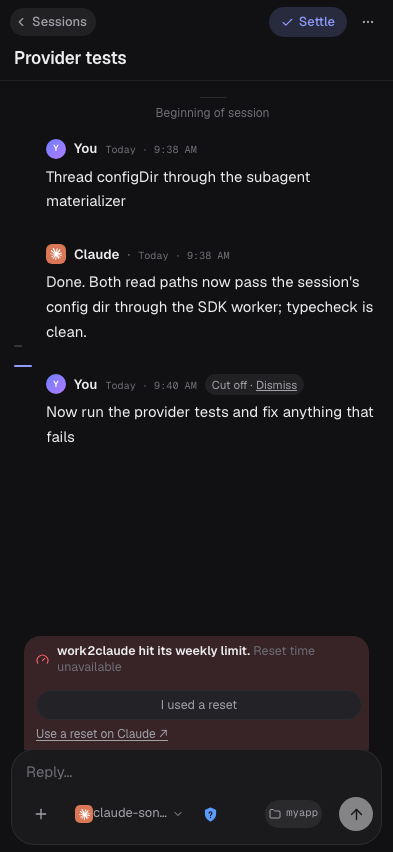 Sessions
Settle
Provider tests
Beginning of session
Y You Today · 9:38 AM
Thread configDir through the subagent
materializer
Claude · Today · 9:38 AM
Done. Both read paths now pass the session's
config dir through the SDK worker; typecheck is
clean.
Y You Today · 9:40 AM Cut off · Dismiss
Now run the provider tests and fix anything that
fails
work2claude hit its weekly limit. Reset time
unavailable
I used a reset
Use a reset on Claude ↗
Reply...
claude-son... myapp